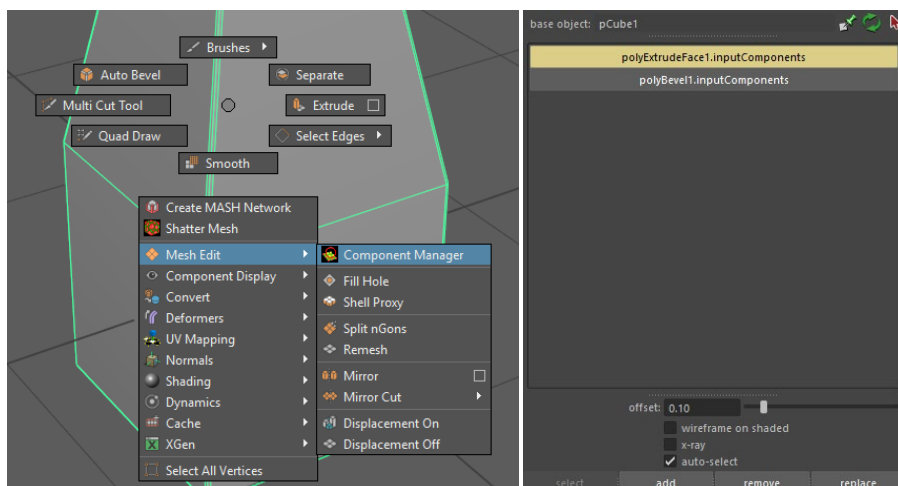 Brushes
Auto Bevel
Separate
Multi Cut Tool
Extrude
Quad Draw
Select Edges
Smooth
Create MASH Network
Shatter Mesh
Mesh Edit
Component Display
Convert
Deformers
UV Mapping
Normals
Shading
Dynamics
Cache
XGen
Select All Vertices
Component Manager
Fill Hole
Shell Proxy
Split nGons
Remesh
Mirror
Mirror Cut
Displacement On
Displacement Off
base object: pCube1
polyExtrudeFace1.inputComponents
polyBevel1.inputComponents
offset: 0.10
wireframe on shaded
x-ray
auto-select
select add remove replace